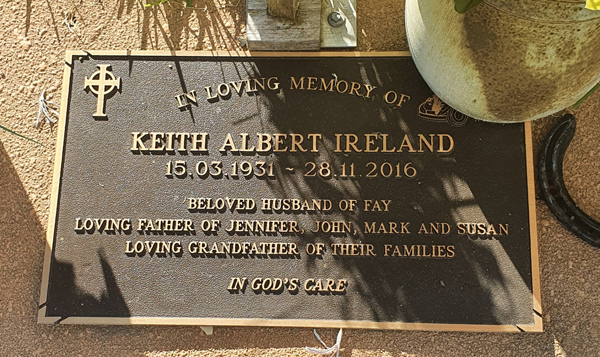 IN LOVING MEMORY OF
KEITH ALBERT IRELAND
15.03.1931 ~ 28.11.2016
BELOVED HUSBAND OF FAY
LOVING FATHER OF JENNIFER, JOHN, MARK AND SUSAN
LOVING GRANDFATHER OF THEIR FAMILIES
IN GOD'S CARE